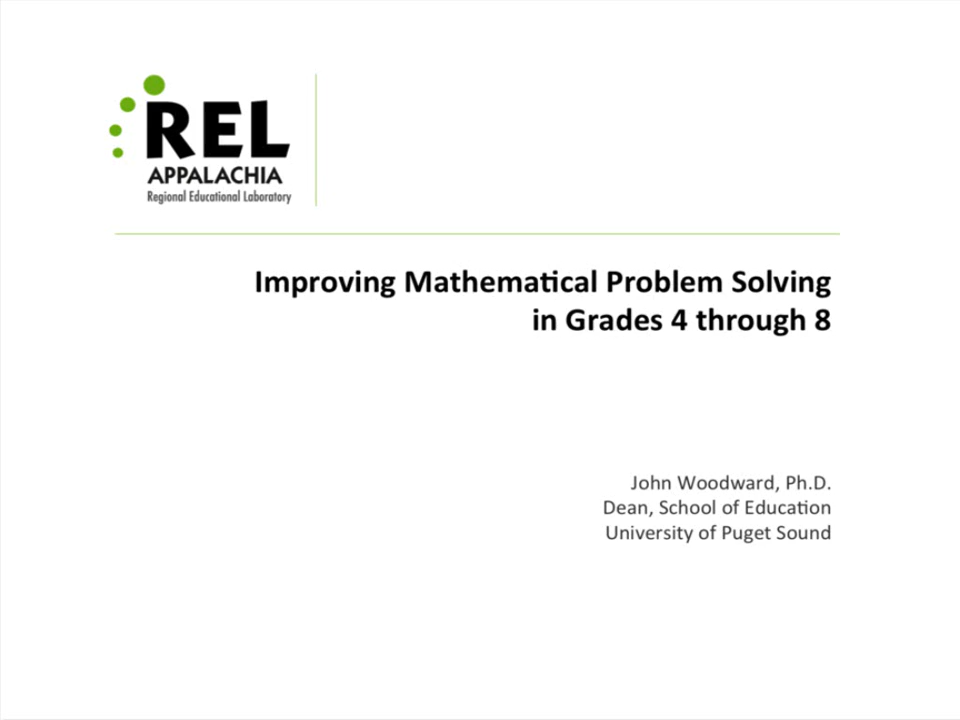 REL
APPALACHIA
Regional Educational Laboratory
Improving Mathematical Problem Solving
in Grades 4 through 8
John Woodward, Ph.D.
Dean, School of Education
University of Puget Sound